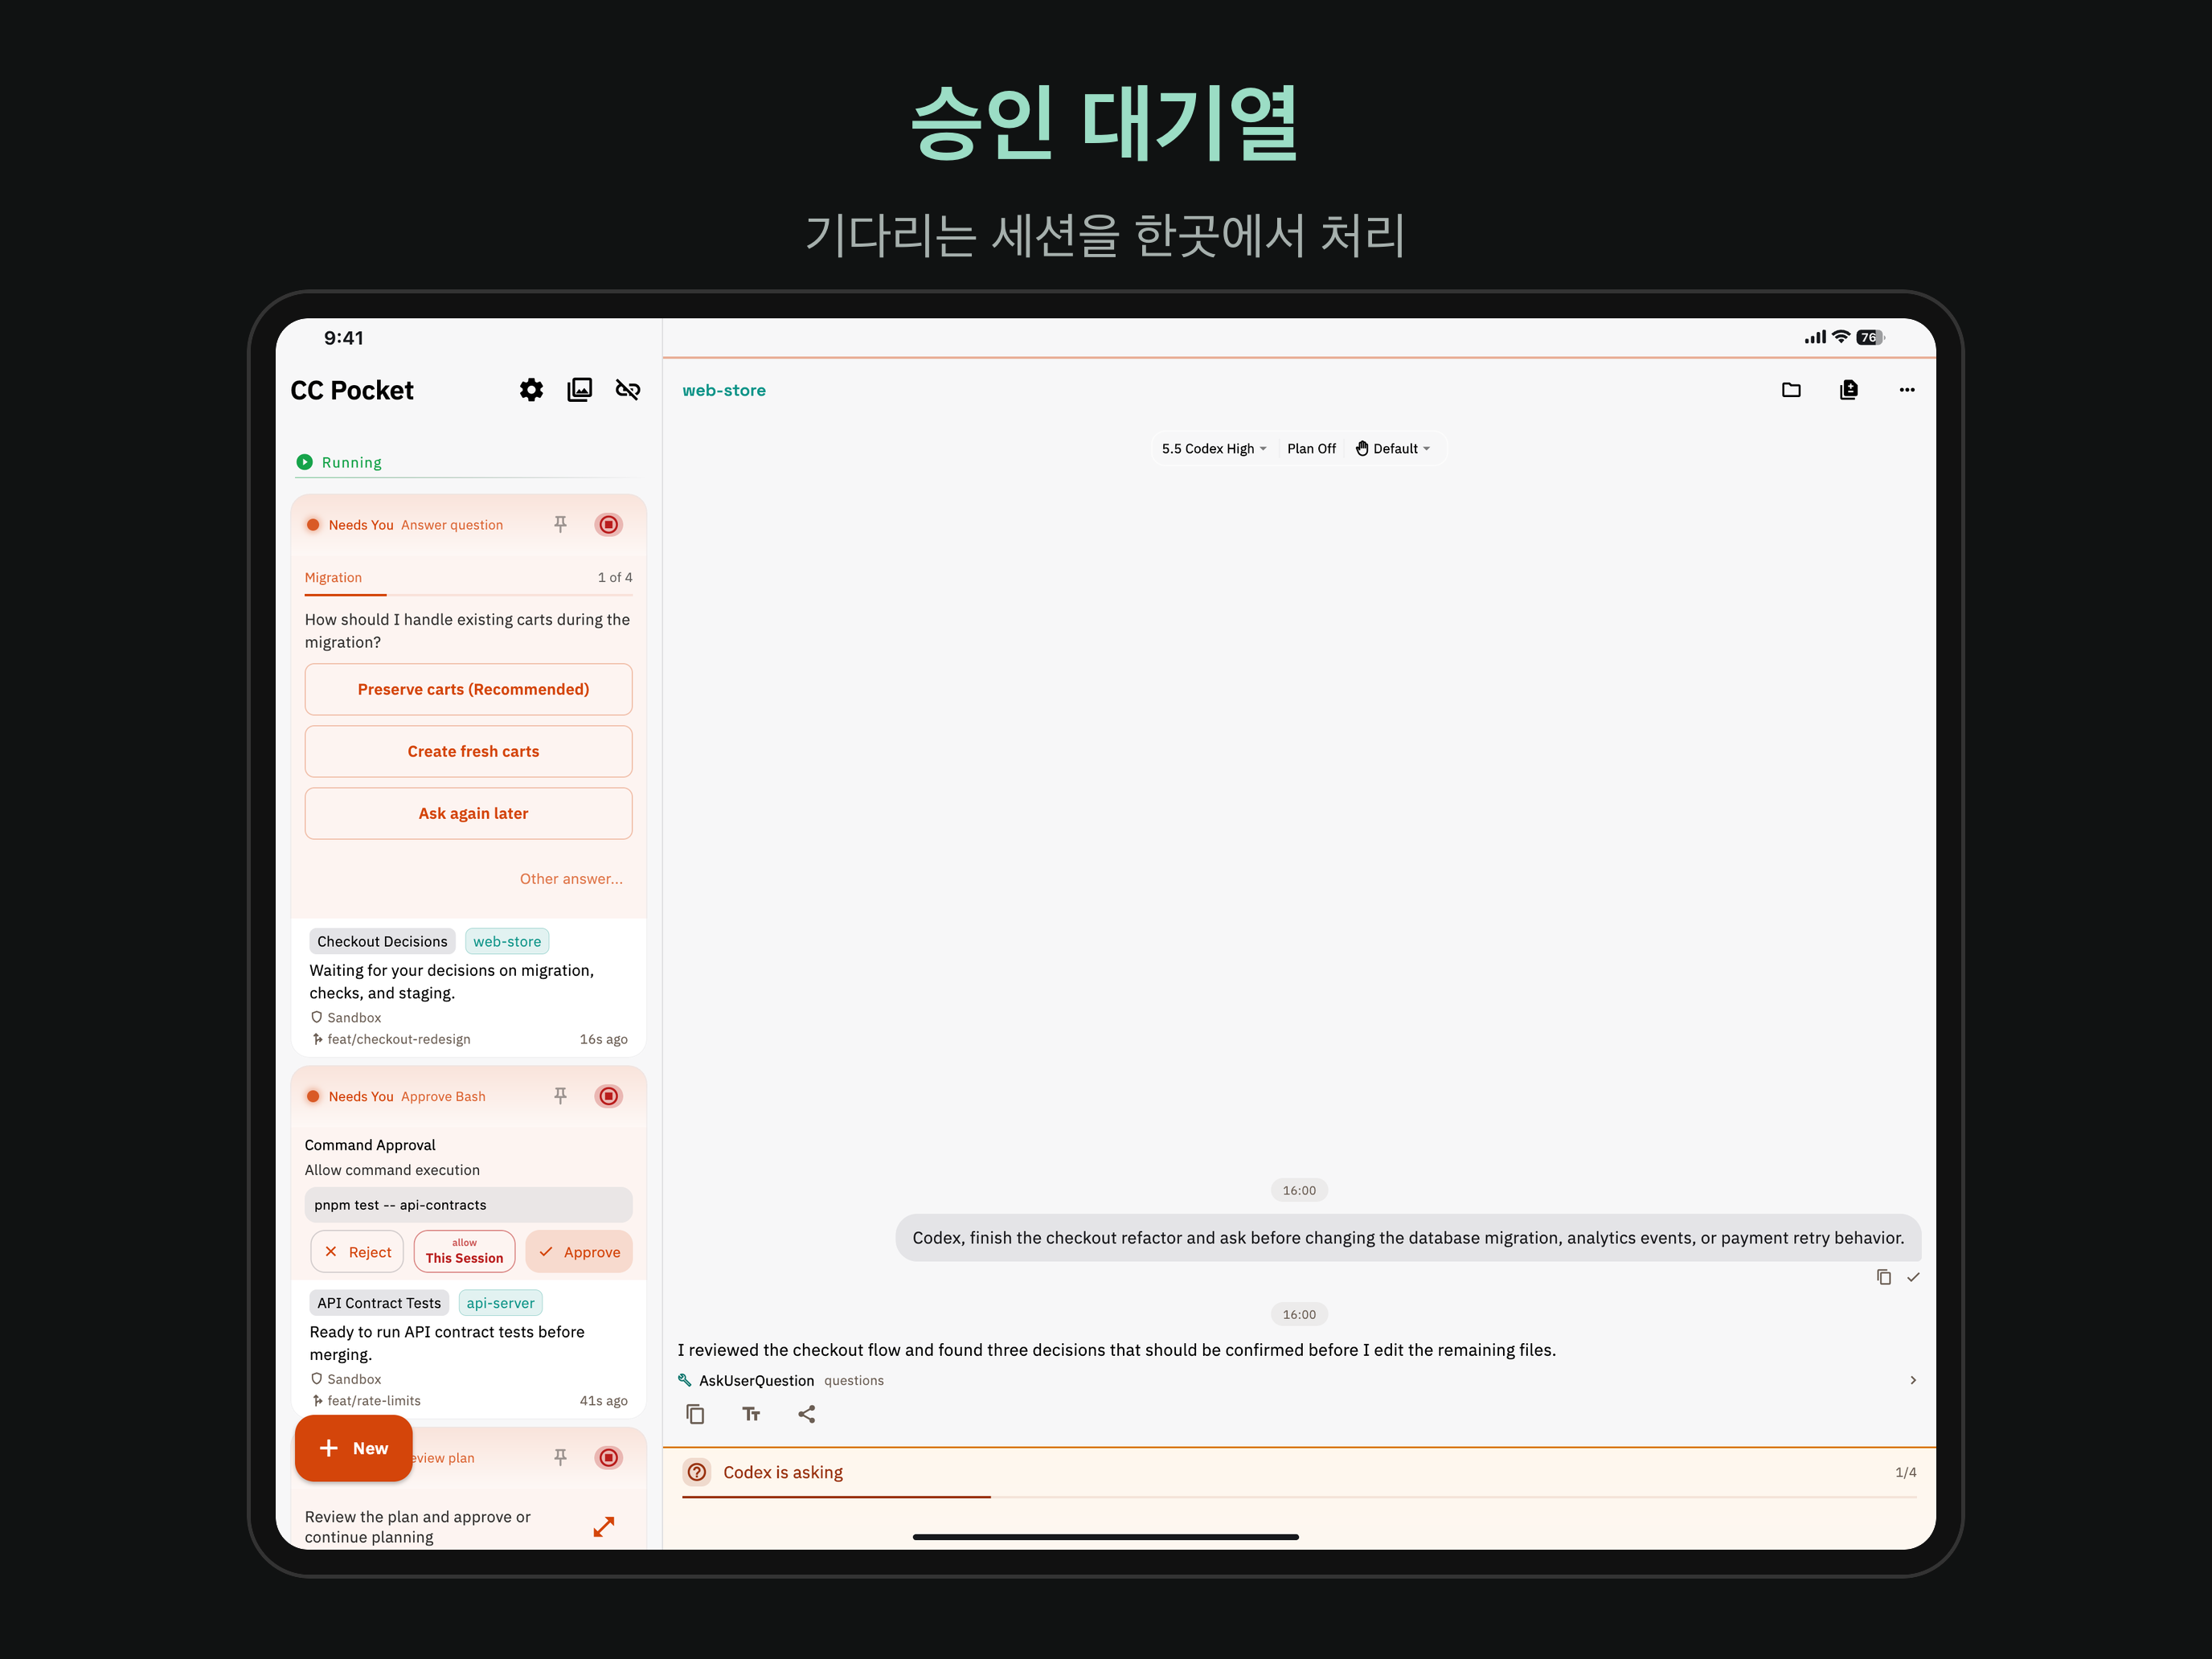 승인 대기열
기다리는 세션을 한곳에서 처리
9:41
76
CC Pocket
Running
Needs You Answer question
Migration 1 of 4
How should I handle existing carts during the
migration?
Preserve carts (Recommended)
Create fresh carts
Ask again later
Other answer...
Checkout Decisions web-store
Waiting for your decisions on migration,
checks, and staging.
Sandbox
feat/checkout-redesign 16s ago
Needs You Approve Bash
Command Approval
Allow command execution
pnpm test -- api-contracts
Reject
allow
This Session
Approve
API Contract Tests api-server
Ready to run API contract tests before
merging.
Sandbox
feat/rate-limits 41s ago
New
plan
Review the plan and approve or
continue planning
web-store
5.5 Codex High Plan Off Default
16:00
Codex, finish the checkout refactor and ask before changing the database migration, analytics events, or payment retry behavior.
16:00
I reviewed the checkout flow and found three decisions that should be confirmed before I edit the remaining files.
AskUserQuestion questions
Codex is asking 1/4